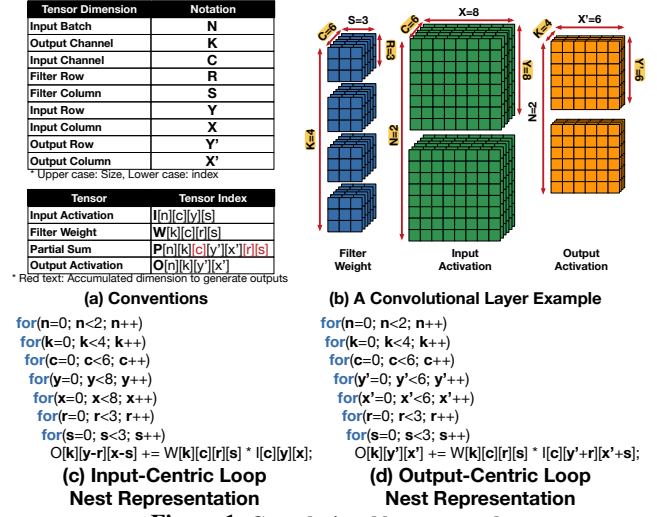 Tensor Dimension Notation
Input Batch N
Output Channel K
Input Channel C
Filter Row R
Filter Column S
Input Row Y
Input Column X
Output Row Y'
Output Column X'
* Upper case: Size, Lower case: index
Tensor Tensor Index
Input Activation I[n][c][y][s]
Filter Weight W[k][c][r][s]
Partial Sum P[n][k][c][y'][x'][r][s]
Output Activation O[n][k][y'][x']
* Red text: Accumulated dimension to generate outputs
(a) Conventions
C=6
S=3
R=3
K=4
C=6
X=8
Y=8
N=2
K=4
X'=6
Y'=6
N=2
Filter
Weight
Input
Activation
Output
Activation
(b) A Convolutional Layer Example
for(n=0; n<2; n++)
for(k=0; k<4; k++)
for(c=0; c<6; c++)
for(y=0; y<8; y++)
for(x=0; x<8; x++)
for(r=0; r<3; r++)
for(s=0; s<3; s++)
O[k][y-r][x-s] += W[k][c][r][s] * I[c][y][x];
(c) Input-Centric Loop
Nest Representation
for(n=0; n<2; n++)
for(k=0; k<4; k++)
for(c=0; c<6; c++)
for(y'=0; y'<6; y'++)
for(x'=0; x'<6; x'++)
for(r=0; r<3; r++)
for(s=0; s<3; s++)
O[k][y'][x'] += W[k][c][r][s] * I[c][y'+r][x'+s];
(d) Output-Centric Loop
Nest Representation